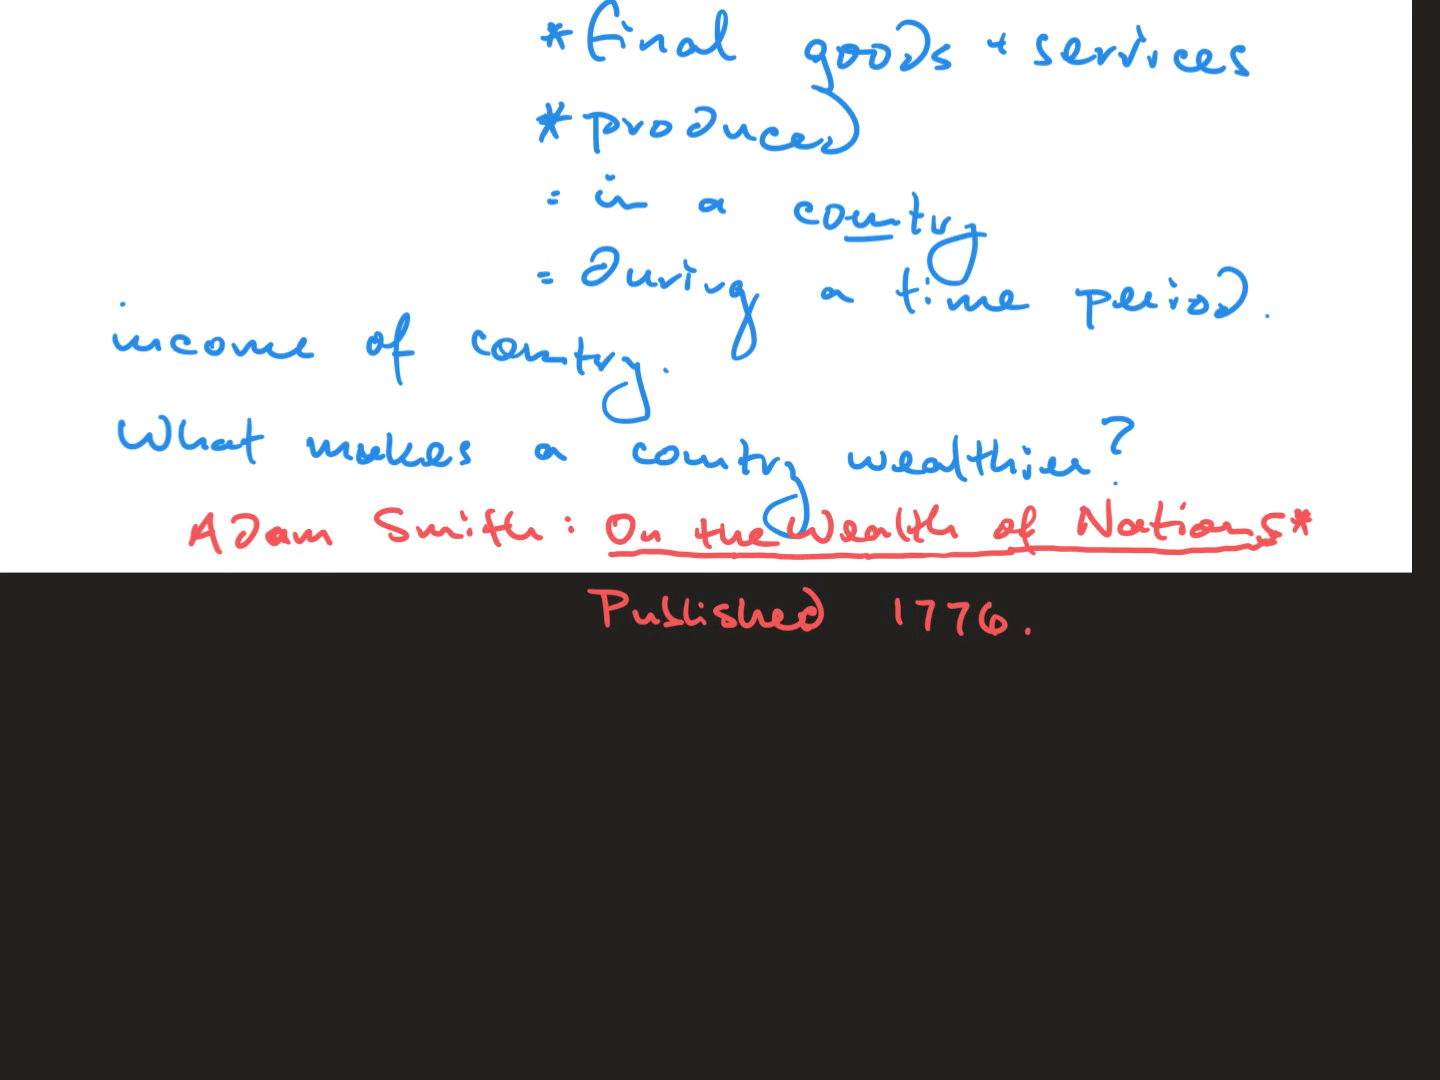 *final goods + services
*produced
= in a country
= During a time period.
income of country.
What makes a country wealthier?
Adam Smith: On the Wealth of Nations*
Published 1776.